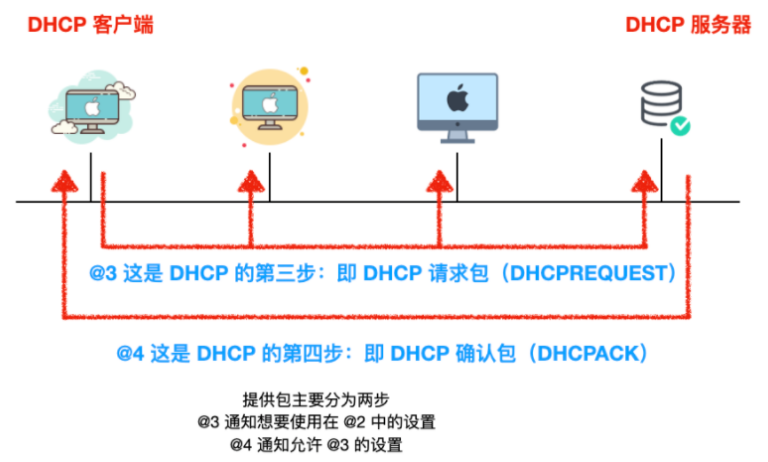 DHCP 客户端
DHCP 服务器
@3 这是 DHCP 的第三步：即 DHCP 请求包（DHCPREQUEST）
@4 这是 DHCP 的第四步：即 DHCP 确认包（DHCPACK）
提供包主要分为两步
@3 通知想要使用在 @2 中的设置
@4 通知允许 @3 的设置